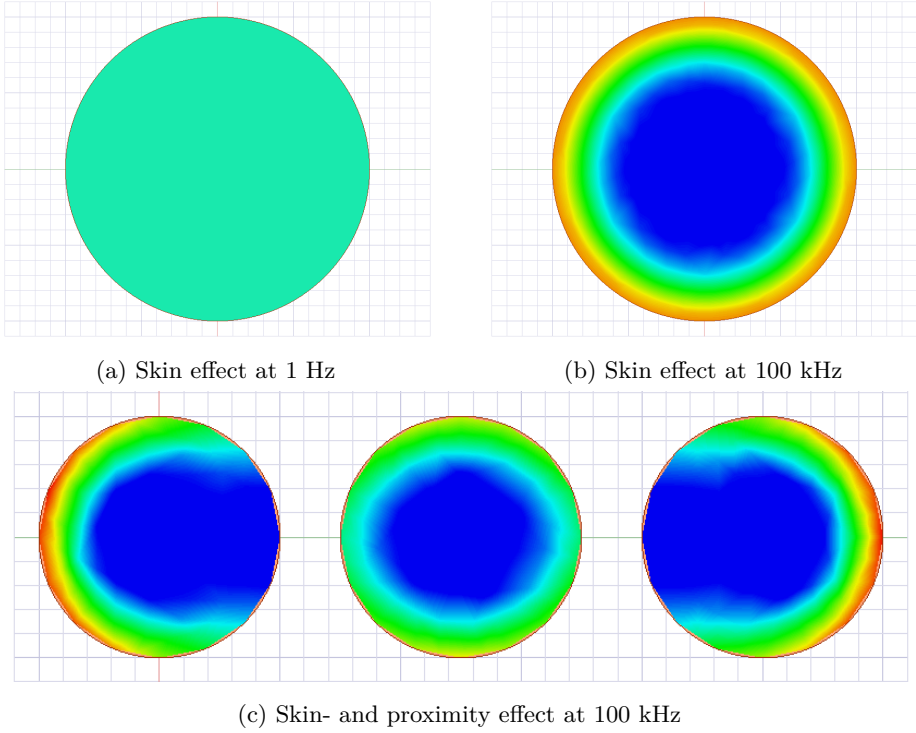 (a) Skin effect at 1 Hz
(b) Skin effect at 100 kHz
(c) Skin- and proximity effect at 100 kHz